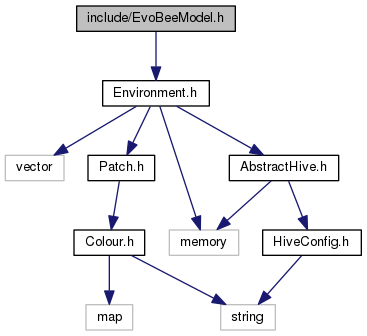 include/EvoBeeModel.h
Environment.h
vector
Patch.h
AbstractHive.h
Colour.h
memory
HiveConfig.h
map
string